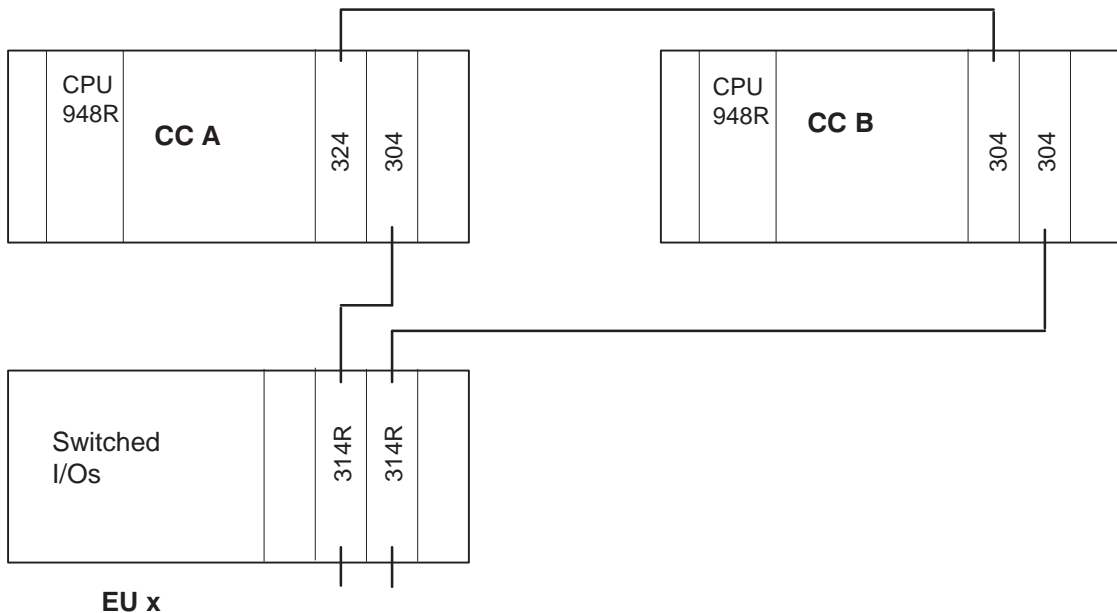 CPU
948R
CC A
324
304
CPU
948R
CC B
304
304
Switched
I/Os
314R
314R
EU x